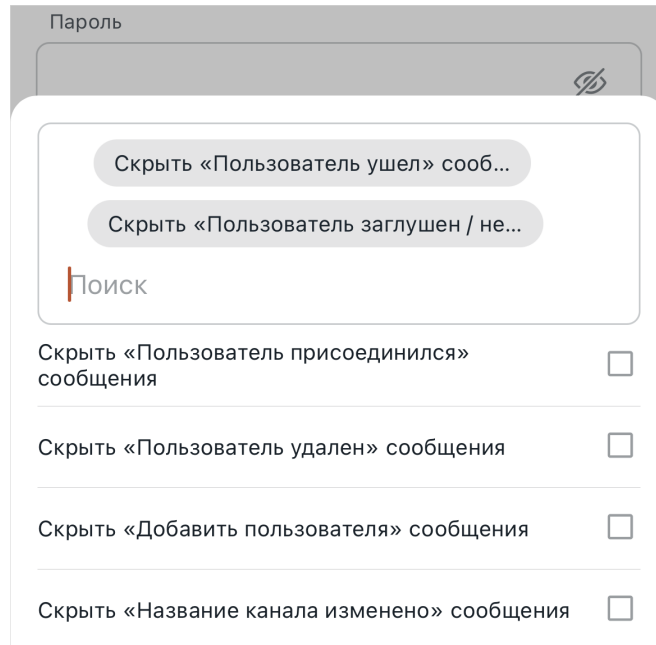 Пароль
Скрыть «Пользователь ушел» сооб...
Скрыть «Пользователь заглушен / не...
Поиск
Скрыть «Пользователь присоединился»
сообщения
Скрыть «Пользователь удален» сообщения
Скрыть «Добавить пользователя» сообщения
Скрыть «Название канала изменено» сообщения